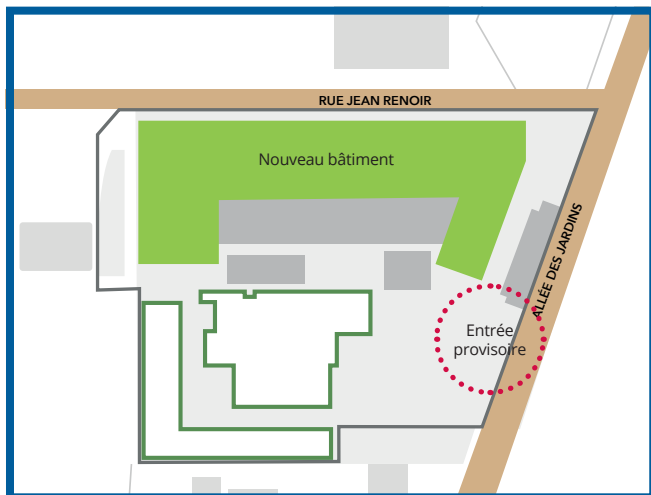 RUE JEAN RENOIR
Nouveau bâtiment
ALLÉE DES JARDINS
Entrée
provisoire